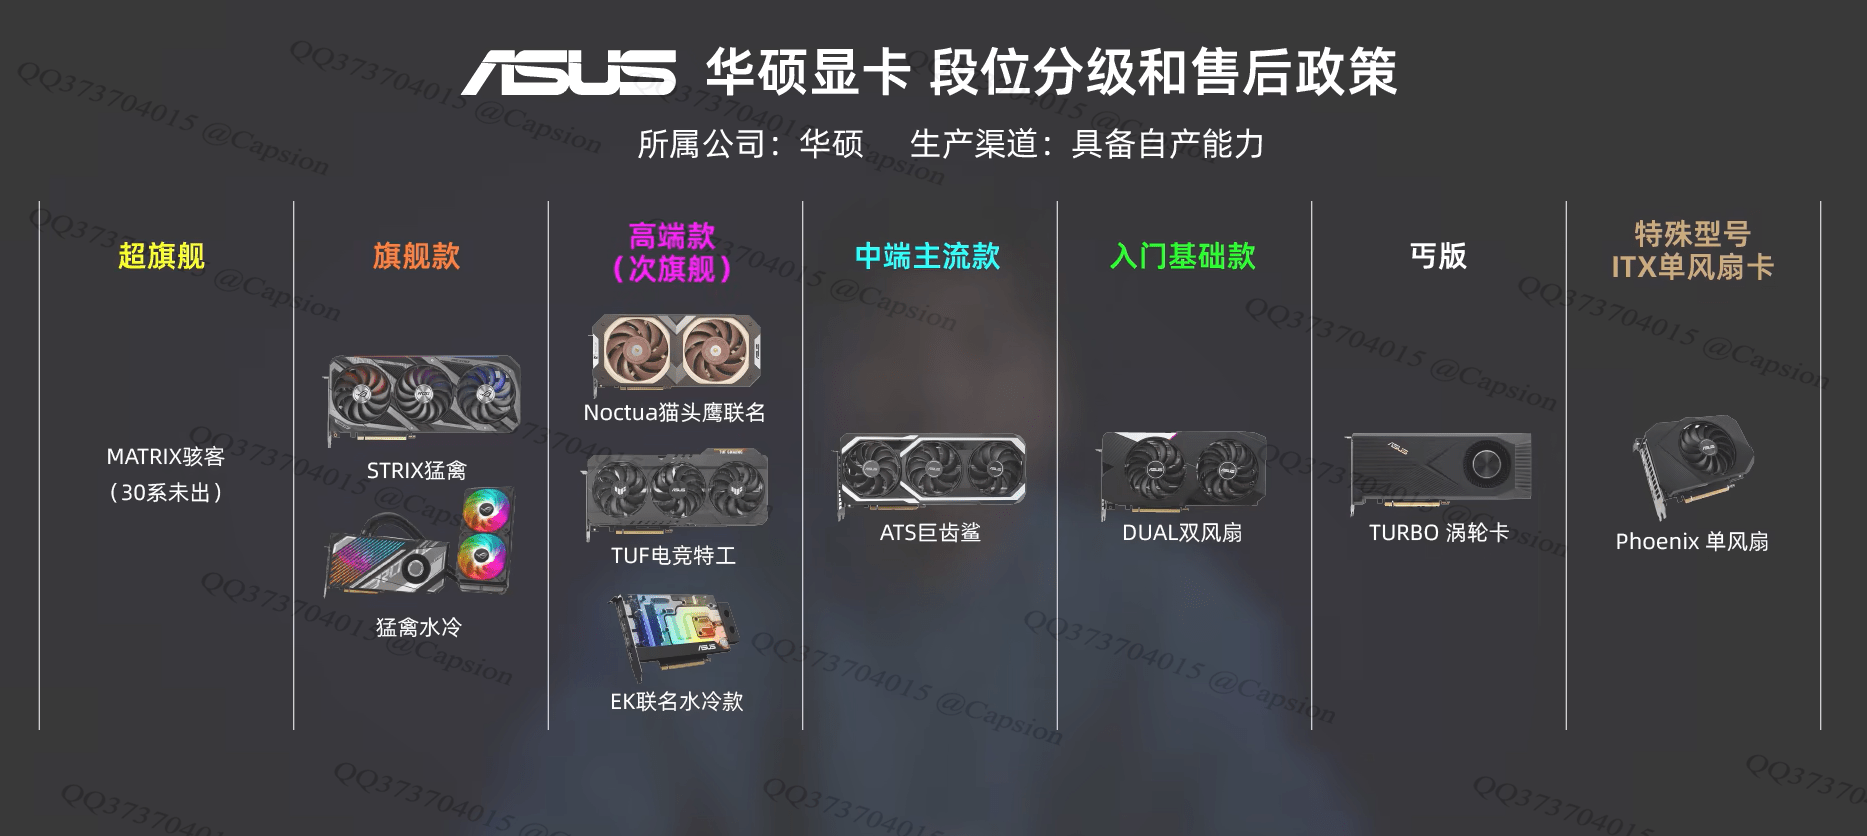 ASUS 华硕显卡 段位分级和售后政策
所属公司：华硕 生产渠道：具备自产能力
超旗舰
MATRIX骇客
（30系未出）
旗舰款
STRIX猛禽
猛禽水冷
高端款
（次旗舰）
Noctua猫头鹰联名
TUF电竞特工
ASUS
EK联名水冷款
中端主流款
ATS巨齿鲨
入门基础款
DUAL双风扇
丐版
ASUS
TURBO 涡轮卡
特殊型号
ITX单风扇卡
Phoenix 单风扇
QQ373704015 @Capsion